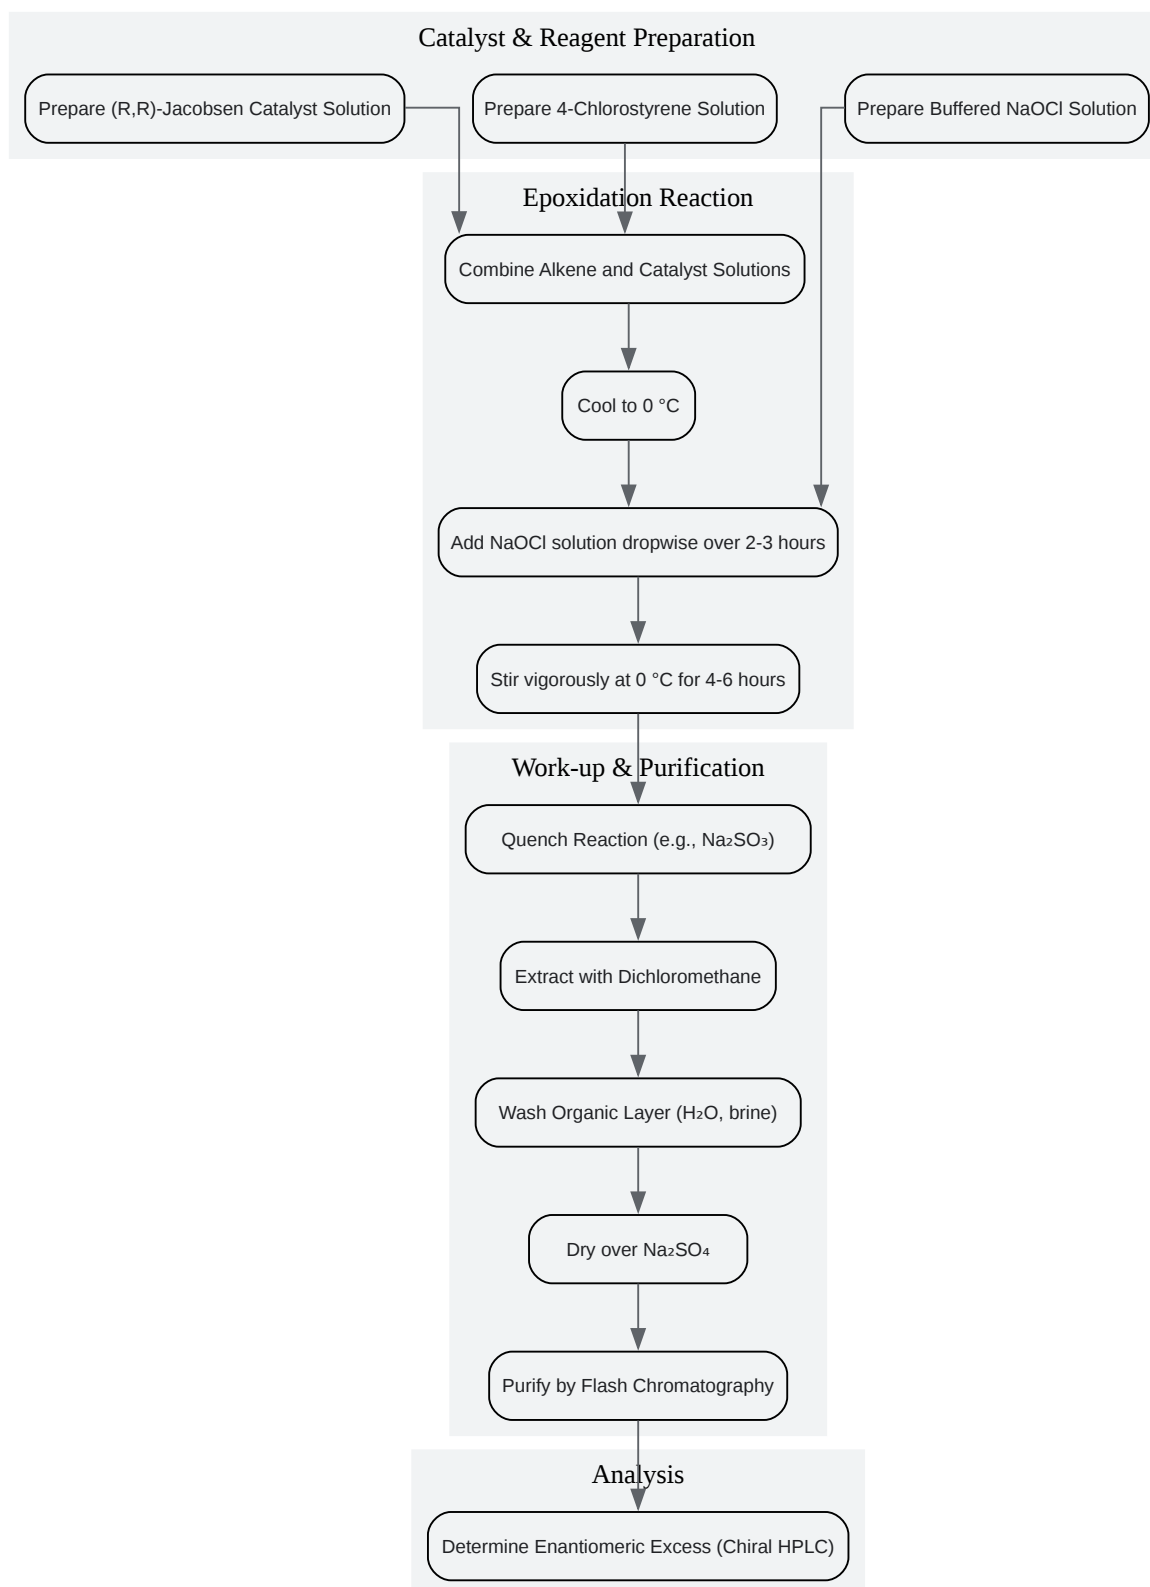 Catalyst & Reagent Preparation
Prepare (R,R)-Jacobsen Catalyst Solution
Prepare 4-Chlorostyrene Solution
Prepare Buffered NaOCl Solution
Epoxidation Reaction
Combine Alkene and Catalyst Solutions
Cool to 0 °C
Add NaOCl solution dropwise over 2-3 hours
Stir vigorously at 0 °C for 4-6 hours
Work-up & Purification
Quench Reaction (e.g., Na₂SO₃)
Extract with Dichloromethane
Wash Organic Layer (H₂O, brine)
Dry over Na₂SO₄
Purify by Flash Chromatography
Analysis
Determine Enantiomeric Excess (Chiral HPLC)